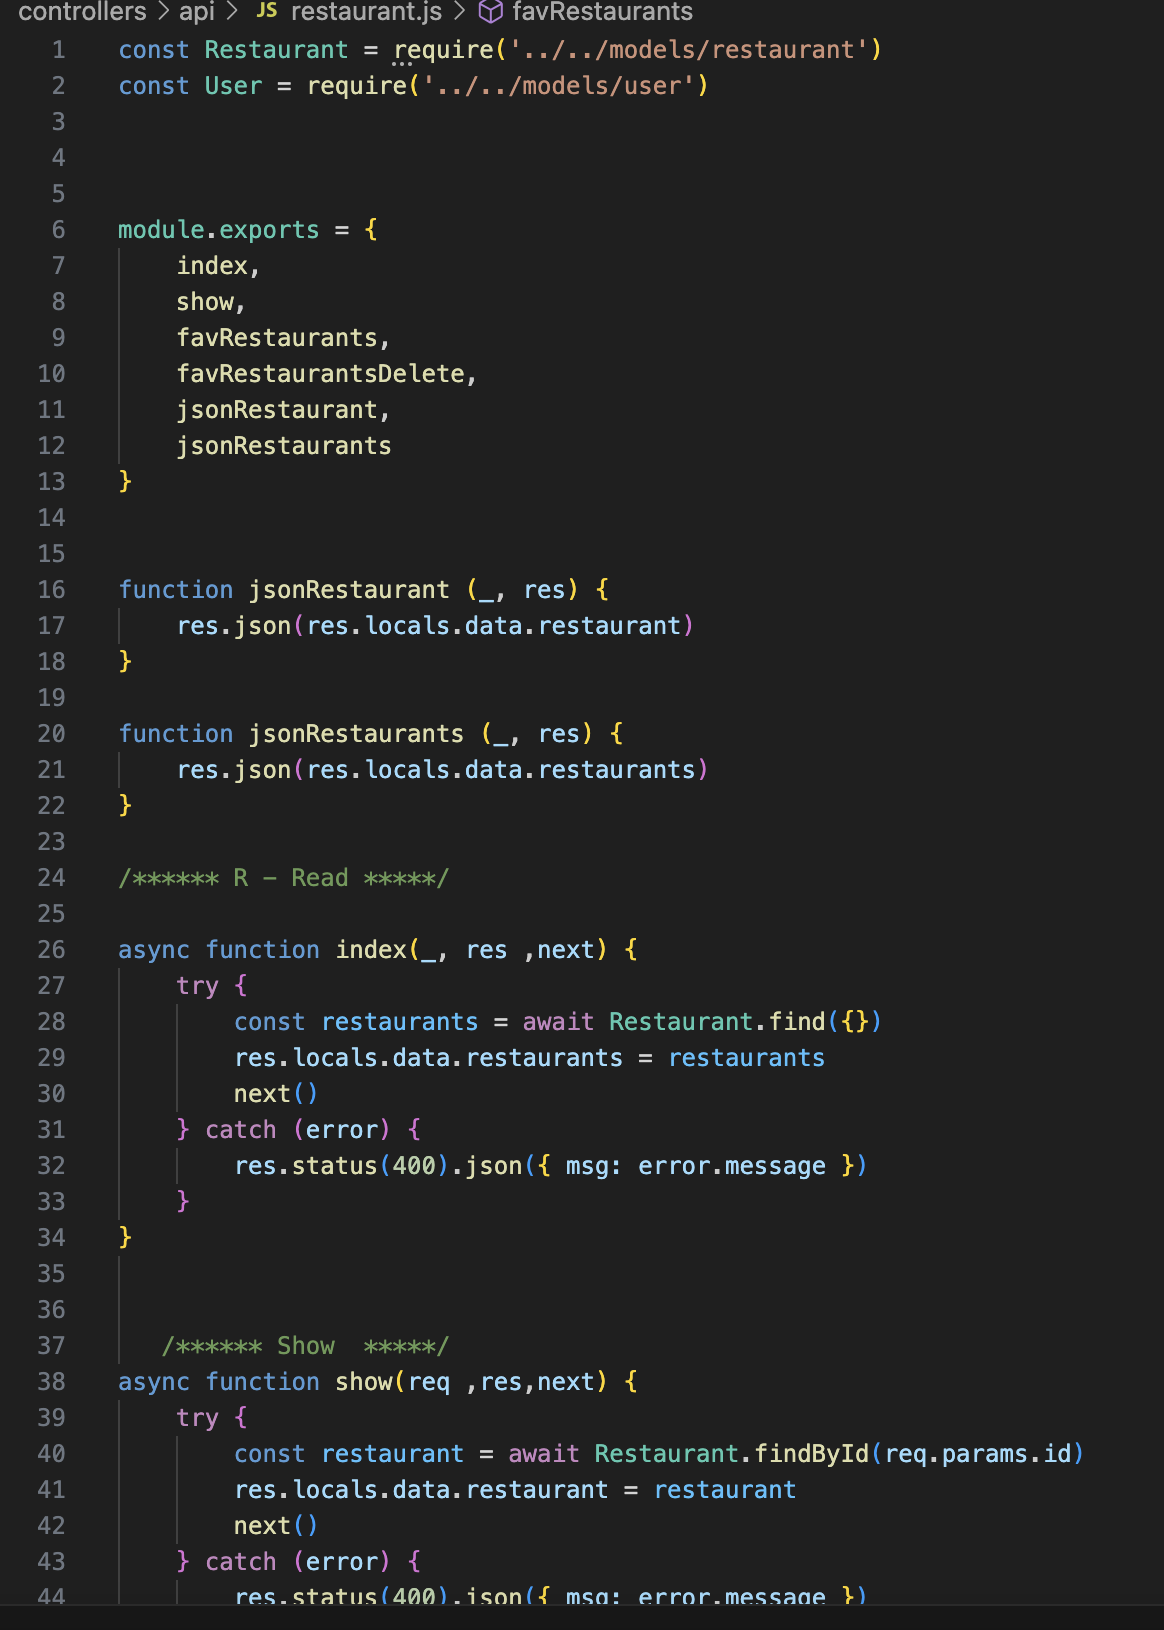 controllers > api > JS restaurant.js > favRestaurants
1 const Restaurant = require('../../models/restaurant')
2 const User = require('../../models/user')
3
4
5
6 module.exports = {
7     index,
8     show,
9     favRestaurants,
10     favRestaurantsDelete,
11     jsonRestaurant,
12     jsonRestaurants
13 }
14
15
16 function jsonRestaurant (_, res) {
17     res.json(res.locals.data.restaurant)
18 }
19
20 function jsonRestaurants (_, res) {
21     res.json(res.locals.data.restaurants)
22 }
23
24 /****** R - Read *****/
25
26 async function index(_, res ,next) {
27     try {
28         const restaurants = await Restaurant.find({})
29         res.locals.data.restaurants = restaurants
30         next()
31     } catch (error) {
32         res.status(400).json({ msg: error.message })
33     }
34 }
35
36
37    /****** Show  *****/
38 async function show(req ,res,next) {
39     try {
40         const restaurant = await Restaurant.findById(req.params.id)
41         res.locals.data.restaurant = restaurant
42         next()
43     } catch (error) {
44         res.status(400).json({ msg: error.message })